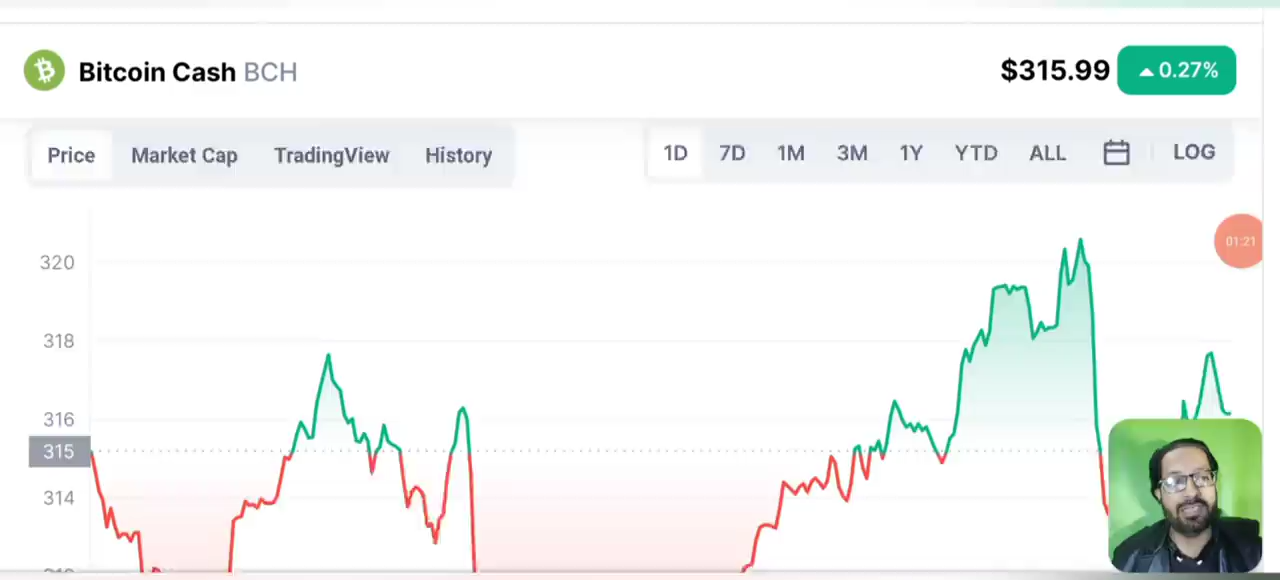 Bitcoin Cash BCH
$315.99 0.27%
Price Market Cap TradingView History
1D 7D 1M 3M 1Y YTD ALL LOG
320
01:21
318
316
315
314